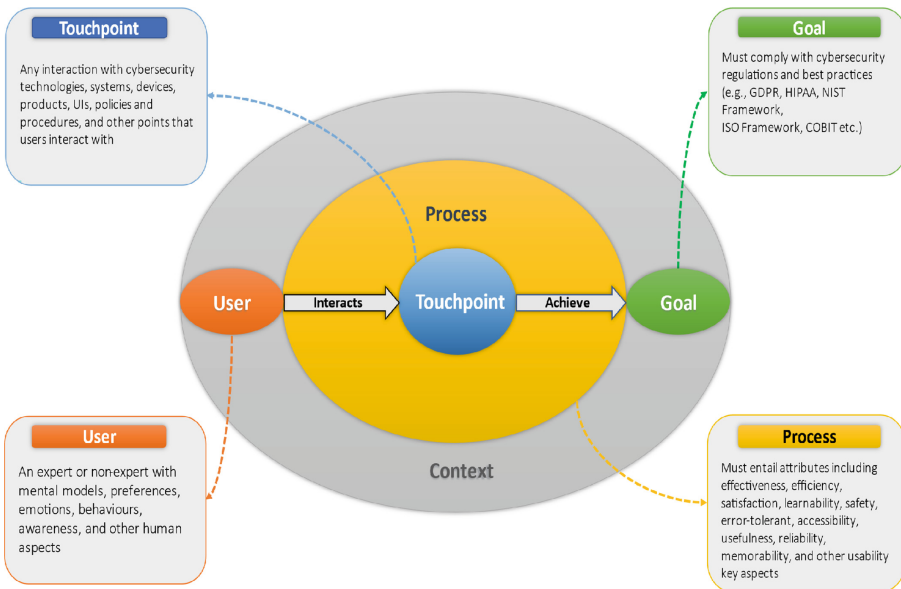 Touchpoint
Any interaction with cybersecurity
technologies, systems, devices,
products, UIs, policies and
procedures, and other points that
users interact with
Goal
Must comply with cybersecurity
regulations and best practices
(e.g., GDPR, HIPAA, NIST
Framework,
ISO Framework, COBIT etc.)
Process
User
Interacts
Touchpoint
Achieve
Goal
Context
User
An expert or non-expert with
mental models, preferences,
emotions, behaviours,
awareness, and other human
aspects
Process
Must entail attributes including
effectiveness, efficiency,
satisfaction, learnability, safety,
error-tolerant, accessibility,
usefulness, reliability,
memorability, and other usability
key aspects